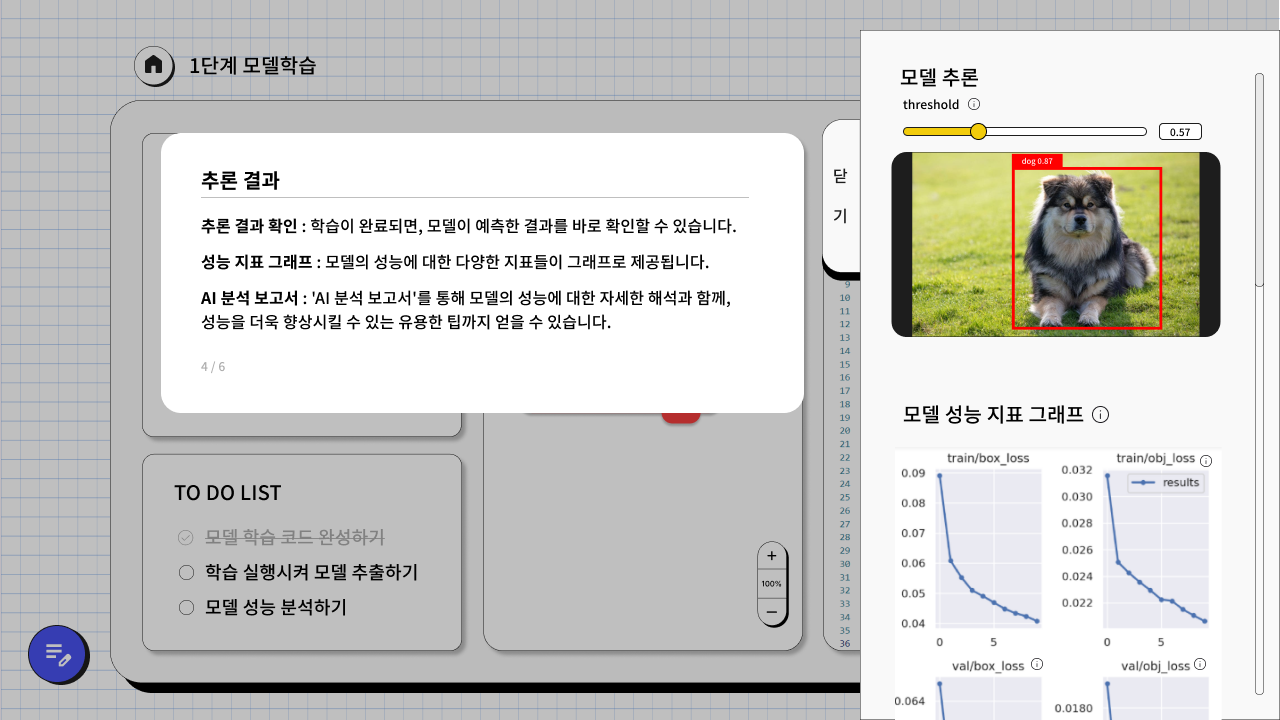 1단계 모델학습
추론 결과
추론 결과 확인 : 학습이 완료되면, 모델이 예측한 결과를 바로 확인할 수 있습니다.
성능 지표 그래프 : 모델의 성능에 대한 다양한 지표들이 그래프로 제공됩니다.
AI 분석 보고서 : 'AI 분석 보고서'를 통해 모델의 성능에 대한 자세한 해석과 함께,
성능을 더욱 향상시킬 수 있는 유용한 팁까지 얻을 수 있습니다.
4 / 6
TO DO LIST
모델 학습 코드 완성하기
학습 실행시켜 모델 추출하기
모델 성능 분석하기
+
100%
−
닫
기
9
10
11
12
13
14
15
16
17
18
19
20
21
22
23
24
25
26
27
28
29
30
31
32
33
34
35
36
모델 추론
threshold
0.57
dog 0.87
모델 성능 지표 그래프
train/box_loss
0.09
0.08
0.07
0.06
0.05
0.04
0 5
train/obj_loss
results
0.032
0.030
0.028
0.026
0.024
0.022
0 5
val/box_loss
0.064
val/obj_loss
0.0180